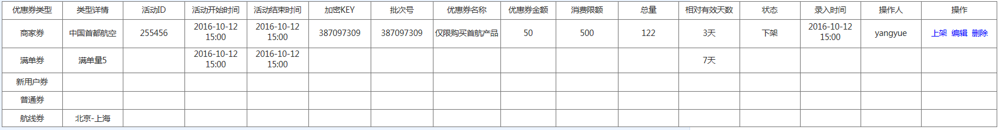 优惠券类型 类型详情 活动ID 活动开始时间 活动结束时间 加密KEY 批次号 优惠券名称 优惠券金额 消费限额 总量 相对有效天数 状态 录入时间 操作人 操作
商家券 中国首都航空 255456 2016-10-12 15:00 2016-10-12 15:00 387097309 387097309 仅限购买首航产品 50 500 122 3天 下架 2016-10-12 15:00 yangyue 上架 编辑 删除
满单券 满单量5 2016-10-12 15:00 2016-10-12 15:00 7天
新用户券
普通券
航线券 北京-上海